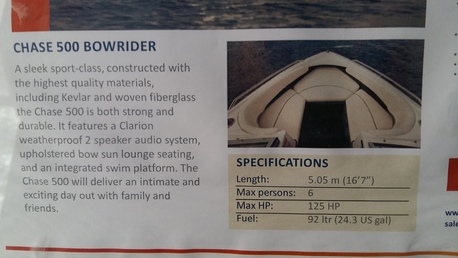 CHASE 500 BOWRIDER
A sleek sport-class, constructed with
the highest quality materials,
including Kevlar and woven fiberglass
the Chase 500 is both strong and
durable. It features a Clarion
weatherproof 2 speaker audio system,
upholstered bow sun lounge seating,
and an integrated swim platform. The
Chase 500 will deliver an intimate and
exciting day out with family and
friends.
SPECIFICATIONS
Length: 5.05 m (16'7")
Max persons: 6
Max HP: 125 HP
Fuel: 92 ltr (24.3 US gal)
ww
sale